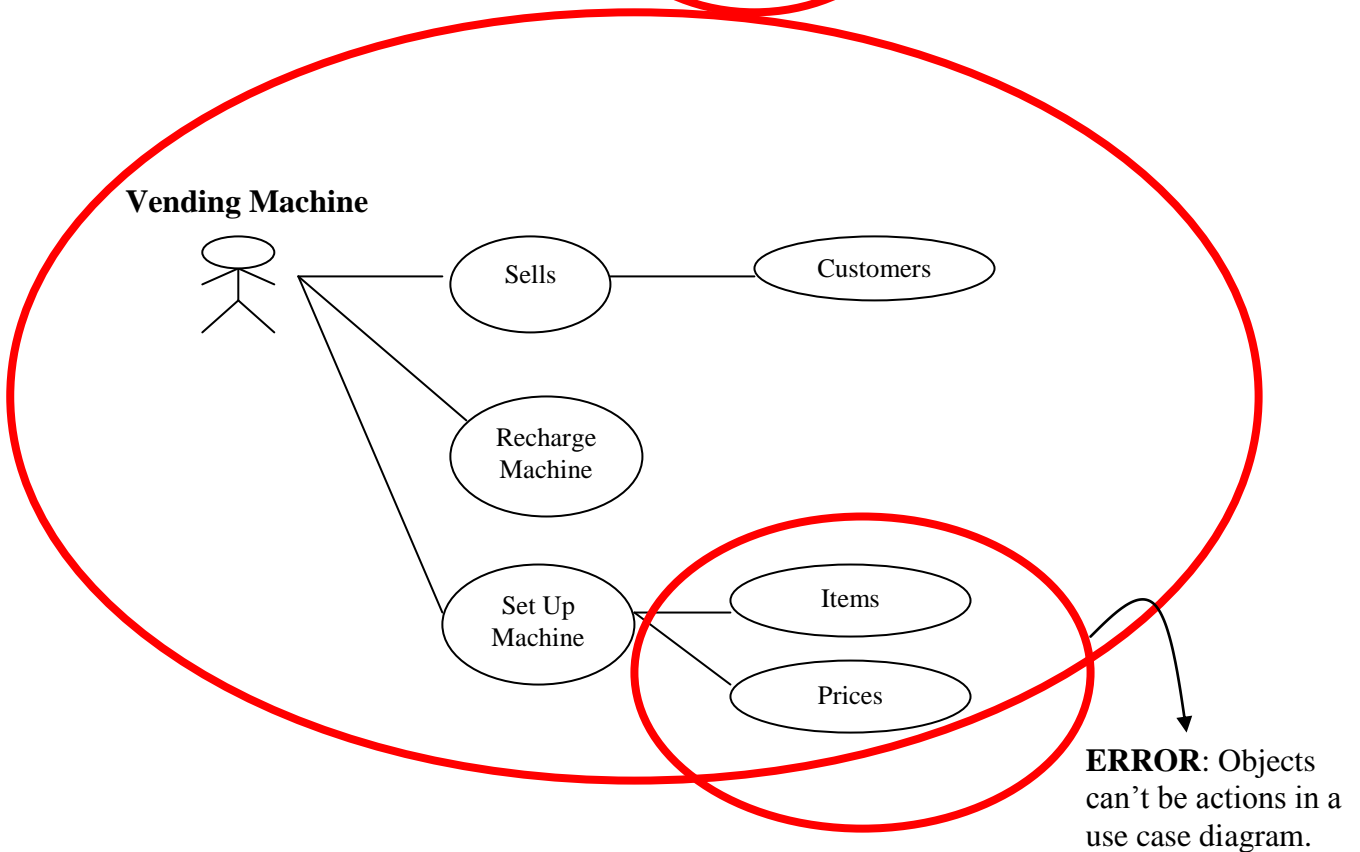 Vending Machine
Sells
Customers
Recharge
Machine
Set Up
Machine
Items
Prices
ERROR: Objects
can’t be actions in a
use case diagram.